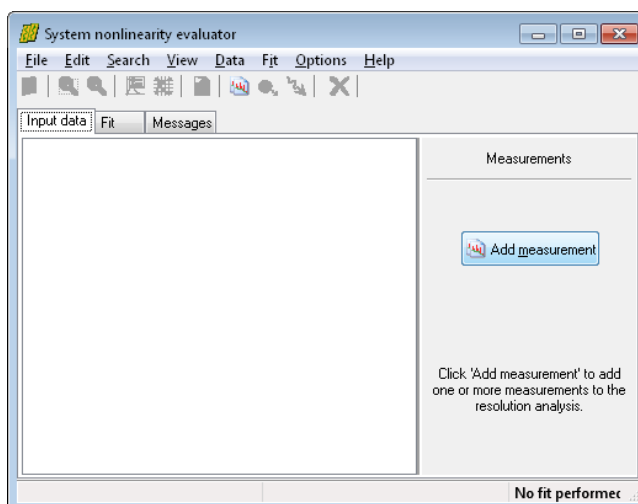 System nonlinearity evaluator
File Edit Search View Data Fit Options Help
Input data Fit Messages
Measurements
Add measurement
Click 'Add measurement' to add
one or more measurements to the
resolution analysis.
No fit performed